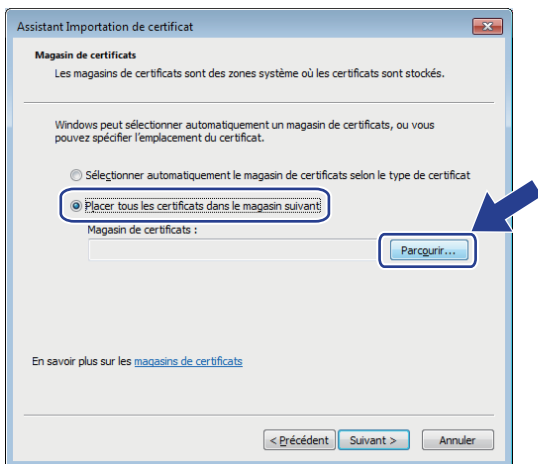 Assistant Importation de certificat
Magasin de certificats
Les magasins de certificats sont des zones système où les certificats sont stockés.
Windows peut sélectionner automatiquement un magasin de certificats, ou vous
pouvez spécifier l'emplacement du certificat.
Sélectionner automatiquement le magasin de certificats selon le type de certificat
Placer tous les certificats dans le magasin suivant
Magasin de certificats :
Parcourir...
En savoir plus sur les magasins de certificats
< Précédent Suivant > Annuler